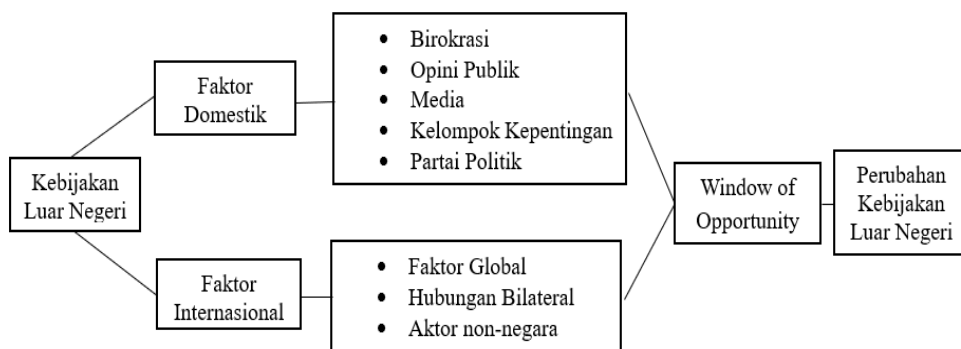 Kebijakan
Luar Negeri
Faktor
Domestik
• Birokrasi
• Opini Publik
• Media
• Kelompok Kepentingan
• Partai Politik
Faktor
Internasional
• Faktor Global
• Hubungan Bilateral
• Aktor non-negara
Window of
Opportunity
Perubahan
Kebijakan
Luar Negeri